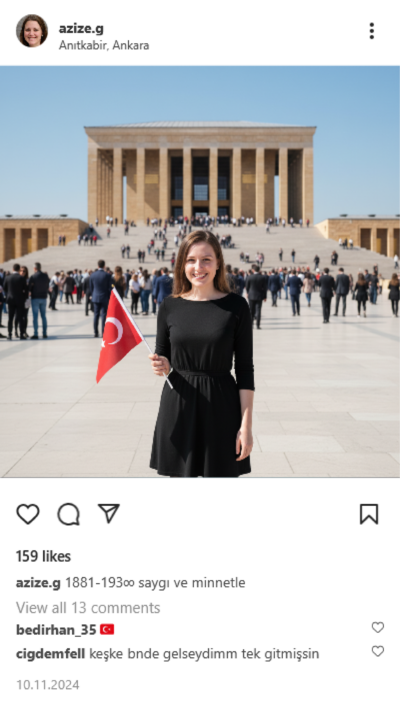 azize.g
Anıtkabir, Ankara
159 likes
azize.g 1881-193∞ saygı ve minnetle
View all 13 comments
bedirhan_35 🇹🇷
cigdemfell keşke bnde gelseydimm tek gitmişsin
10.11.2024